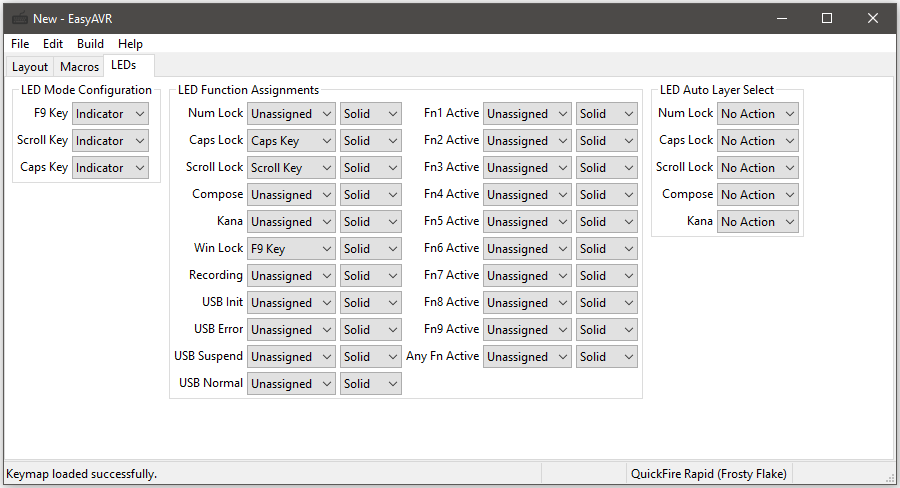 New - EasyAVR
File Edit Build Help
Layout Macros LEDs
LED Mode Configuration
F9 Key Indicator
Scroll Key Indicator
Caps Key Indicator
LED Function Assignments
Num Lock Unassigned Solid Fn1 Active Unassigned Solid
Caps Lock Caps Key Solid Fn2 Active Unassigned Solid
Scroll Lock Scroll Key Solid Fn3 Active Unassigned Solid
Compose Unassigned Solid Fn4 Active Unassigned Solid
Kana Unassigned Solid Fn5 Active Unassigned Solid
Win Lock F9 Key Solid Fn6 Active Unassigned Solid
Recording Unassigned Solid Fn7 Active Unassigned Solid
USB Init Unassigned Solid Fn8 Active Unassigned Solid
USB Error Unassigned Solid Fn9 Active Unassigned Solid
USB Suspend Unassigned Solid Any Fn Active Unassigned Solid
USB Normal Unassigned Solid
LED Auto Layer Select
Num Lock No Action
Caps Lock No Action
Scroll Lock No Action
Compose No Action
Kana No Action
Keymap loaded successfully.
QuickFire Rapid (Frosty Flake)